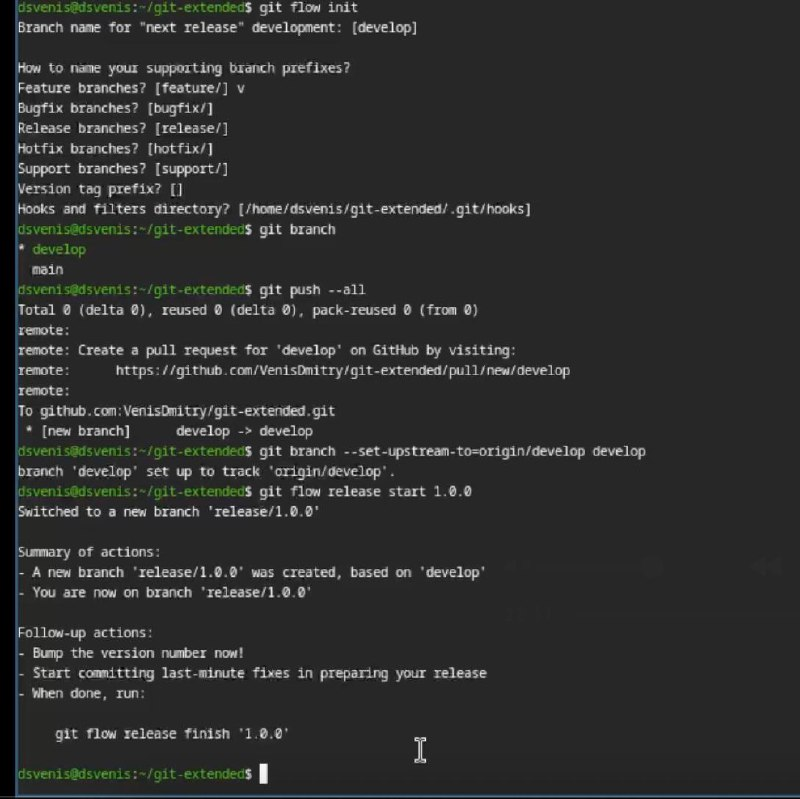 dsvenis@dsvenis:~/git-extended$ git flow init
Branch name for "next release" development: [develop]
How to name your supporting branch prefixes?
Feature branches? [feature/] v
Bugfix branches? [bugfix/]
Release branches? [release/]
Hotfix branches? [hotfix/]
Support branches? [support/]
Version tag prefix? []
Hooks and filters directory? [/home/dsvenis/git-extended/.git/hooks]
dsvenis@dsvenis:~/git-extended$ git branch
* develop
main
dsvenis@dsvenis:~/git-extended$ git push --all
Total 0 (delta 0), reused 0 (delta 0), pack-reused 0 (from 0)
remote:
remote: Create a pull request for 'develop' on GitHub by visiting:
remote:      https://github.com/VenisDmitry/git-extended/pull/new/develop
remote:
To github.com:VenisDmitry/git-extended.git
* [new branch]      develop -> develop
dsvenis@dsvenis:~/git-extended$ git branch --set-upstream-to=origin/develop develop
branch 'develop' set up to track 'origin/develop'.
dsvenis@dsvenis:~/git-extended$ git flow release start 1.0.0
Switched to a new branch 'release/1.0.0'
Summary of actions:
- A new branch 'release/1.0.0' was created, based on 'develop'
- You are now on branch 'release/1.0.0'
Follow-up actions:
- Bump the version number now!
- Start committing last-minute fixes in preparing your release
- When done, run:
git flow release finish '1.0.0'
dsvenis@dsvenis:~/git-extended$